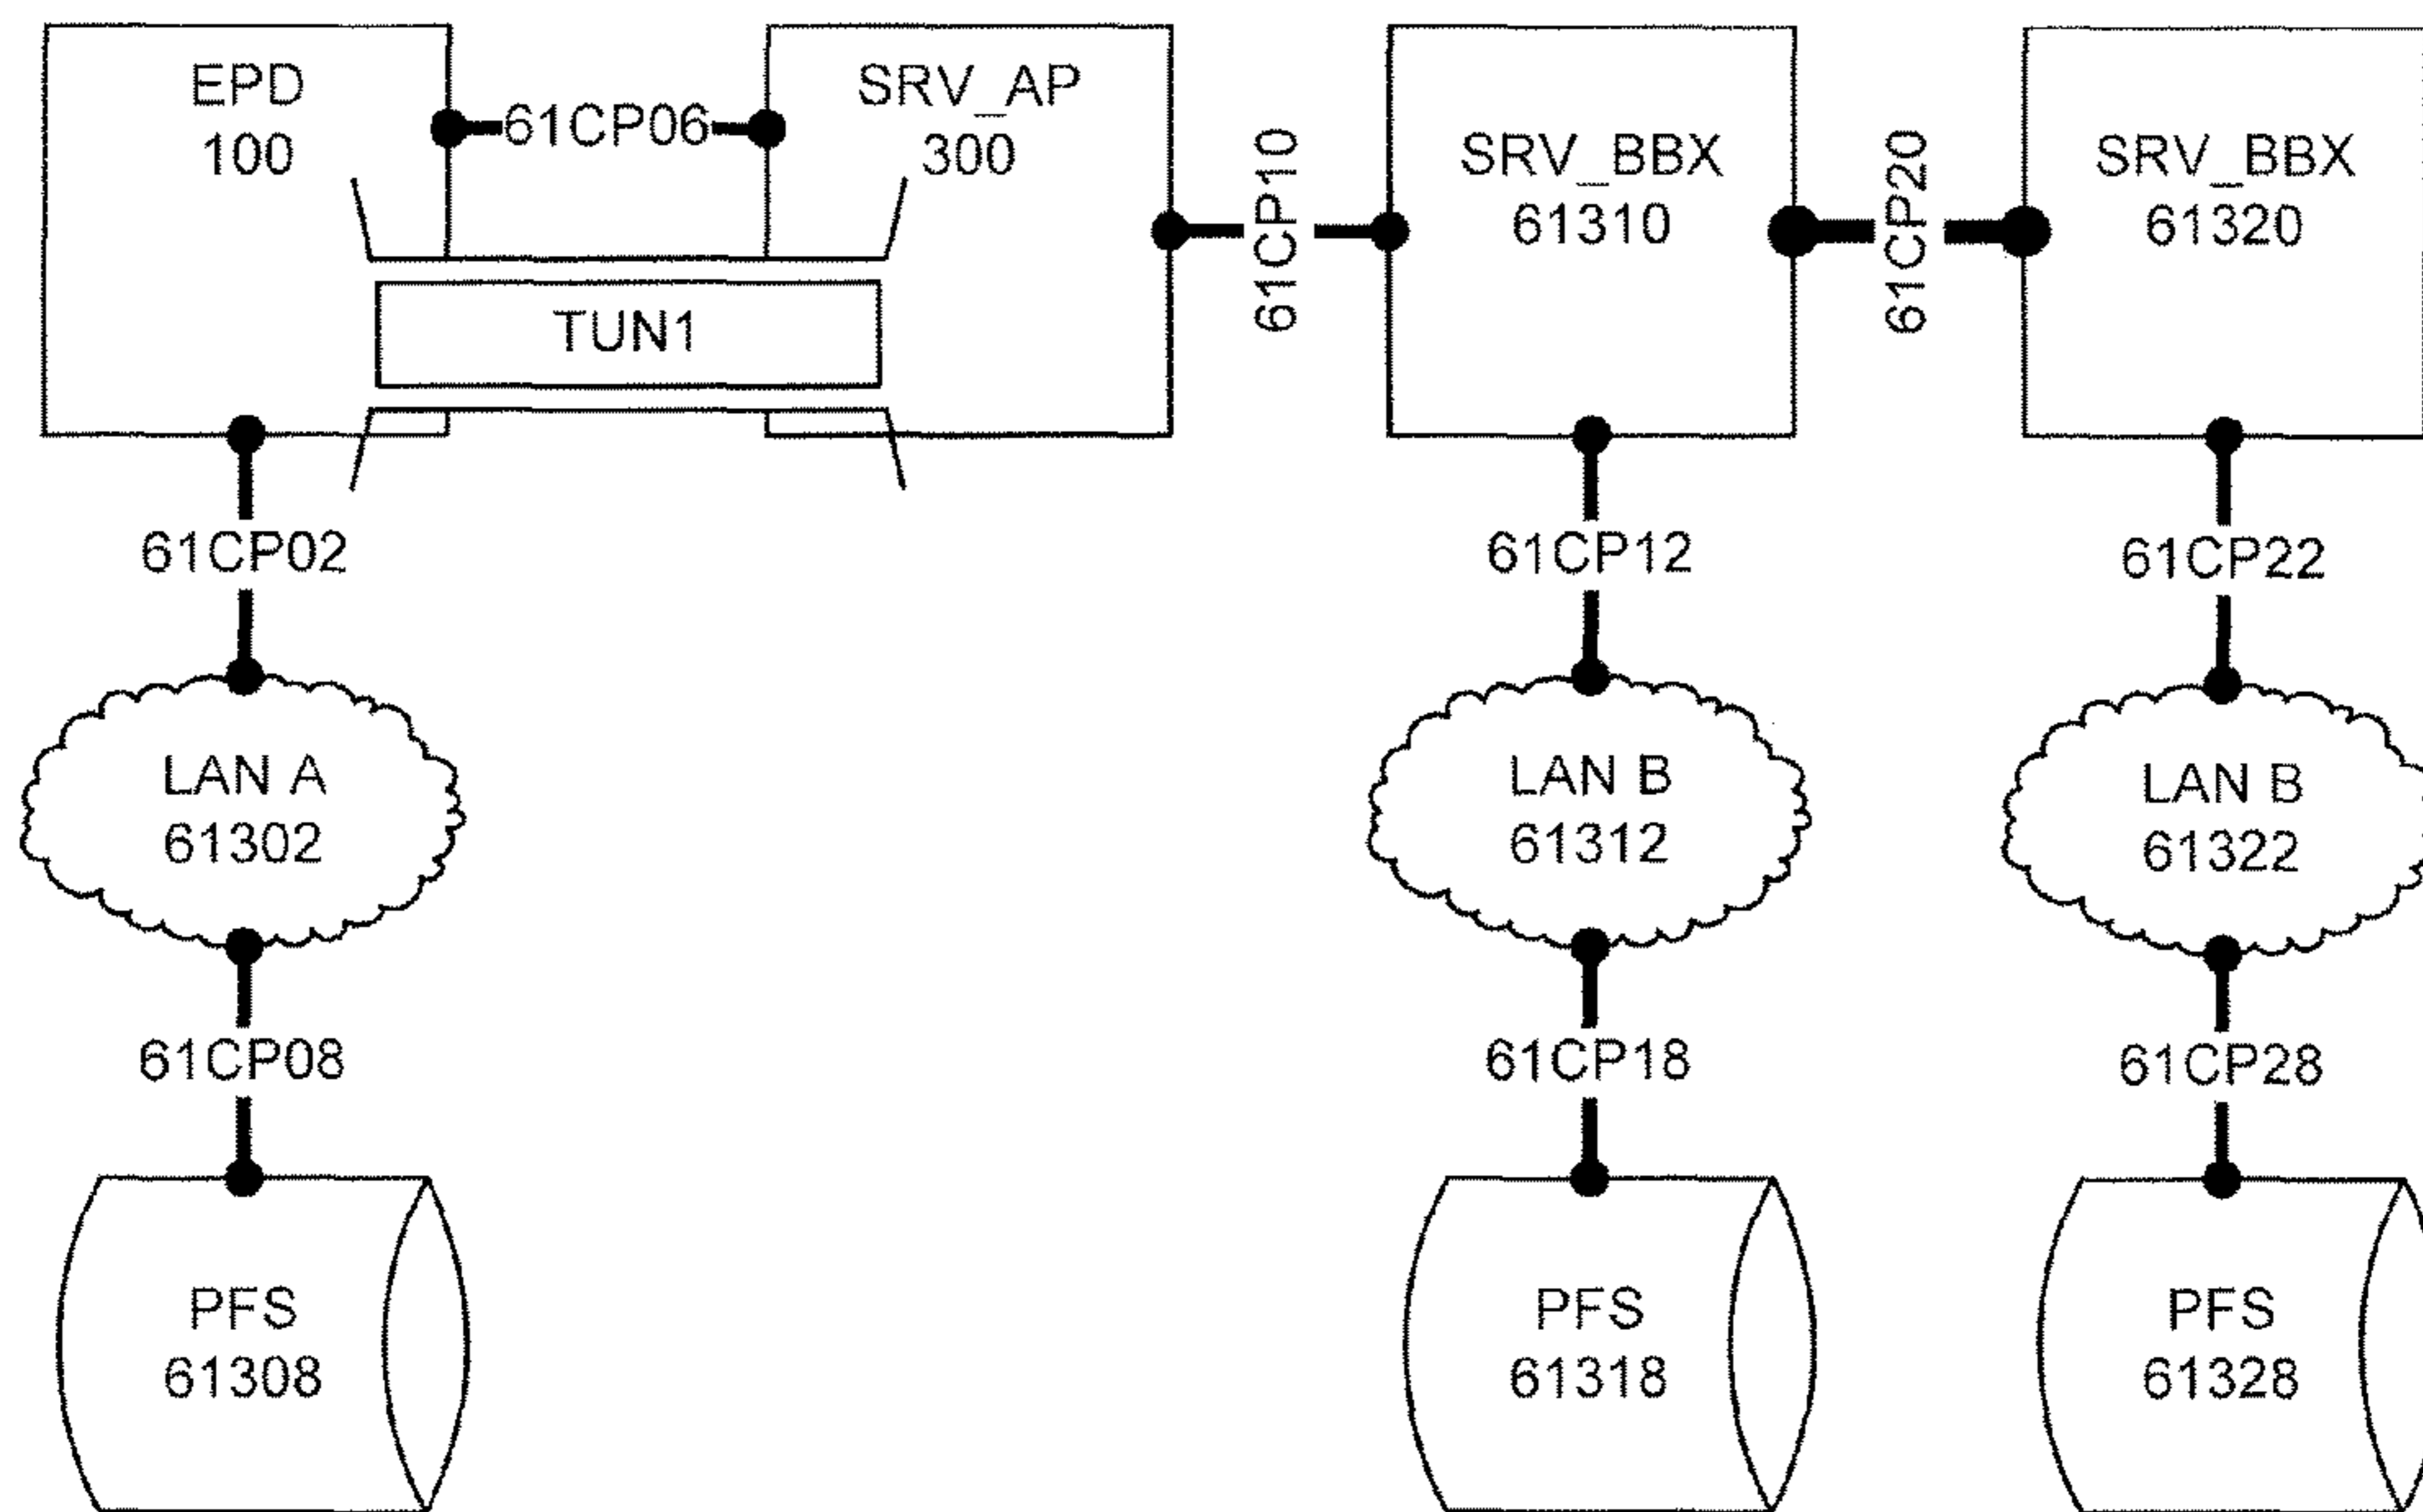 EPD
100
61CP06
SRV_AP
300
TUN1
61CP10
SRV_BBX
61310
61CP20
SRV_BBX
61320
61CP02
61CP12
61CP22
LAN A
61302
LAN B
61312
LAN B
61322
61CP08
61CP18
61CP28
PFS
61308
PFS
61318
PFS
61328